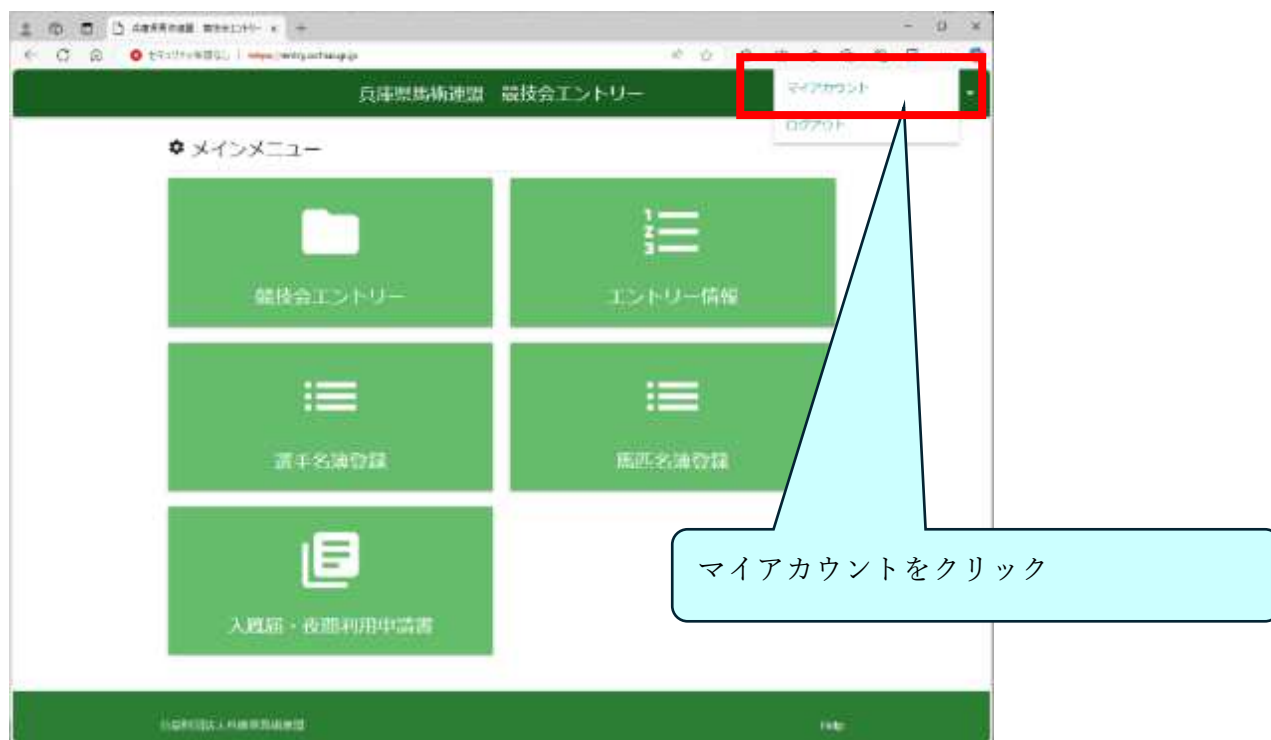 兵庫県馬術連盟 競技会エントリー
マイアカウント
ログアウト
メインメニュー
競技会エントリー
エントリー情報
選手名簿登録
馬匹名簿登録
入厩届・夜間利用申請書
マイアカウントをクリック
Help